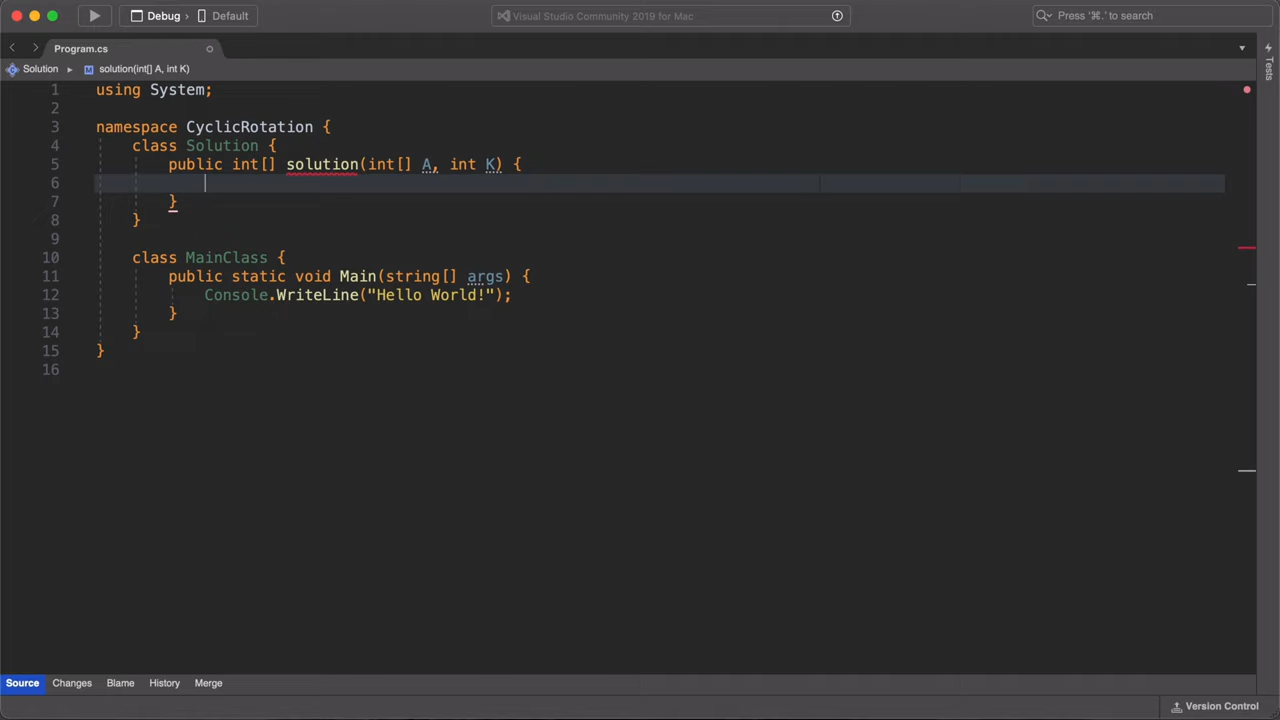 Debug › Default
Visual Studio Community 2019 for Mac
Press '⌘.' to search
Program.cs
Solution ▸ M solution(int[] A, int K)
Tests
1 using System;
2
3 namespace CyclicRotation {
4 class Solution {
5 public int[] solution(int[] A, int K) {
6
7 }
8 }
9
10 class MainClass {
11 public static void Main(string[] args) {
12 Console.WriteLine("Hello World!");
13 }
14 }
15 }
16
Source Changes Blame History Merge
Version Control